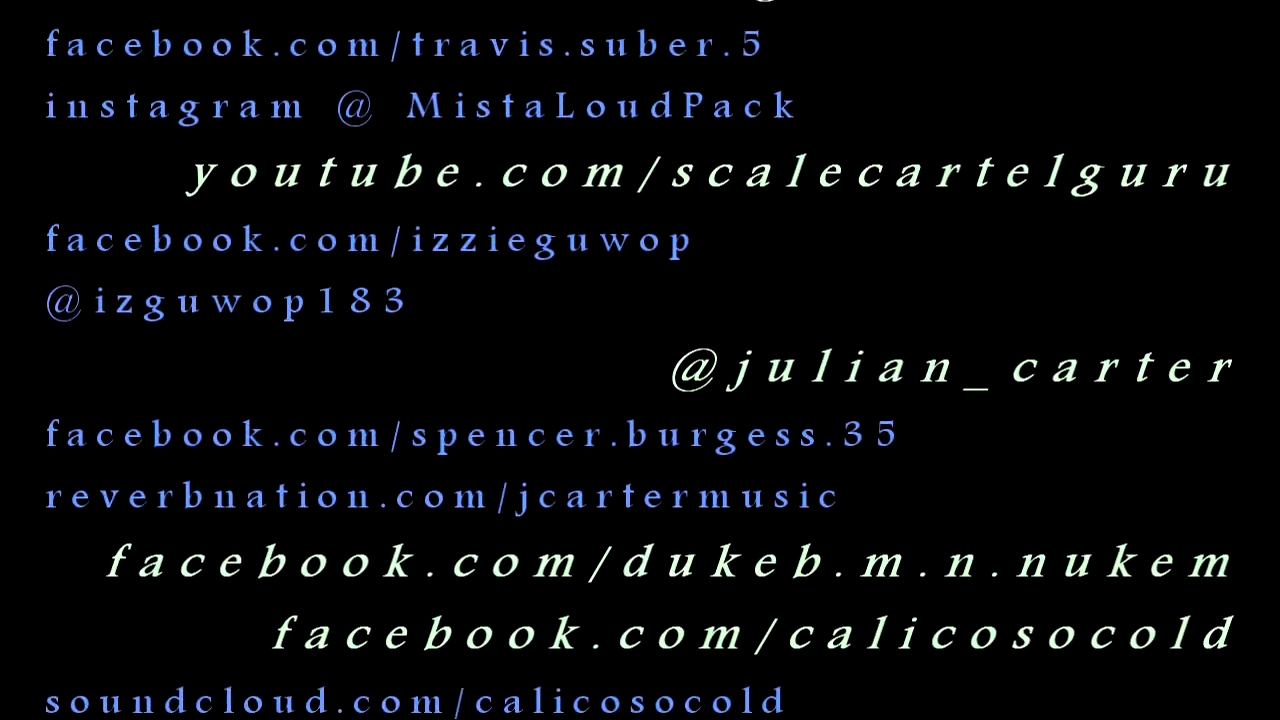 facebook.com/travis.suber.5
instagram @ MistaLoudPack
youtube.com/scalecartelguru
facebook.com/izzieguwop
@izguwop183
@julian_carter
facebook.com/spencer.burgess.35
reverbnation.com/jcartermusic
facebook.com/dukeb.m.n.nukem
facebook.com/calicosocold
soundcloud.com/calicosocold